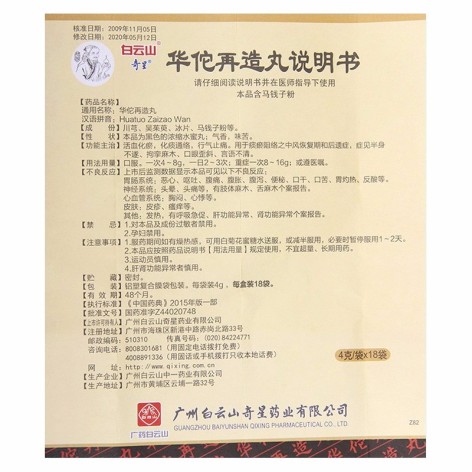 核准日期：2009年11月05日
修改日期：2020年05月12日
白云山
奇星
华佗再造丸说明书
请仔细阅读说明书并在医师指导下使用
本品含马钱子粉
【药品名称】
通用名称：华佗再造丸
汉语拼音：Huatuo Zaizao Wan
【成　　份】川芎、吴茱萸、冰片、马钱子粉等。
【性　　状】本品为黑色的浓缩水蜜丸；气香，味苦。
【功能主治】活血化瘀，化痰通络，行气止痛。用于痰瘀阻络之中风恢复期和后遗症，症见半身
不遂、拘挛麻木、口眼歪斜、言语不清。
【用法用量】口服。一次4~8g，一日2~3次；重症一次8~16g；或遵医嘱。
【不良反应】上市后监测数据显示本品可见以下不良反应：
胃肠系统：恶心、呕吐、腹痛、腹胀、腹泻、便秘、口干、口苦、胃灼热、反酸等。
神经系统：头晕、头痛等，有肢体麻木、舌麻木个案报告。
心血管系统：胸闷、心悸等。
皮肤：皮疹、瘙痒等。
其他：发热，有呼吸急促、肝功能异常、肾功能异常个案报告。
【禁　　忌】1.对本品及成份过敏者禁用。
2.孕妇禁用。
【注意事项】1.服药期间如有燥热感，可用白菊花蜜糖水送服，或减半服用，必要时暂停服用1~2天。
2.本品应按照药品说明书【用法用量】规定使用，不宜超量、长期用药。
3.运动员慎用。
4.肝肾功能异常者慎用。
【贮　　藏】密封。
【包　　装】铝塑复合膜袋包装。每袋装4g，每盒装18袋。
【有 效 期】48个月。
【执行标准】《中国药典》2015年版一部
【批准文号】国药准字Z44020748
【上市许可持有人】广州白云山奇星药业有限公司
【注册地址】广州市海珠区新港中路赤岗北路33号
邮政编码：510310　传真号码：(020)84224771
咨询电话：8008301681（用固定电话拨打免费）
4008891336（用固话或手机拨打只收本地话费）
网　　址：http://www.qixing.com.cn
【生产企业】广州白云山中一药业有限公司
【生产地址】广州市黄埔区云埔一路32号
4克/袋x18袋
广药白云山
广州白云山奇星药业有限公司
GUANGZHOU BAIYUNSHAN QIXING PHARMACEUTICAL CO., LTD.
Z62